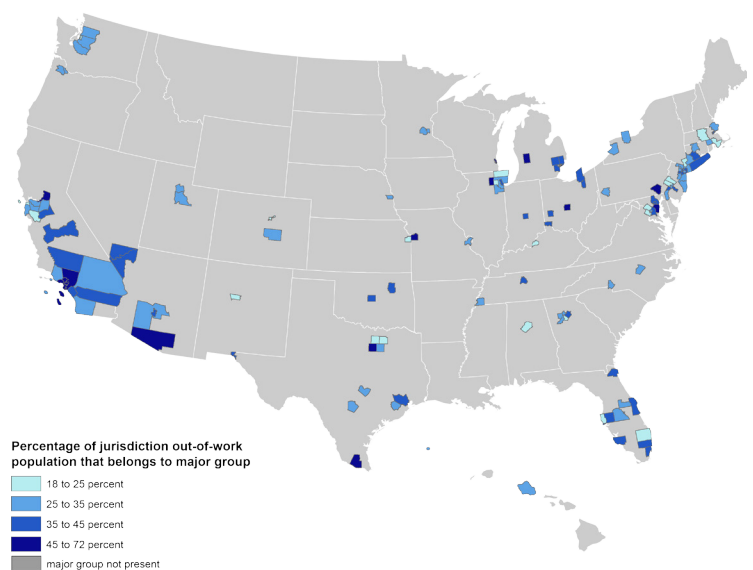 Percentage of jurisdiction out-of-work
population that belongs to major group
18 to 25 percent
25 to 35 percent
35 to 45 percent
45 to 72 percent
major group not present